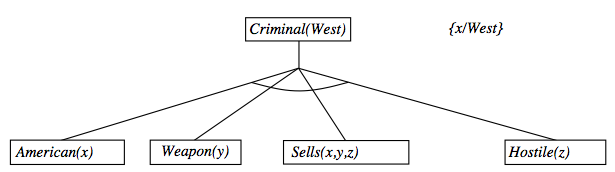 Criminal(West) {x/West}
American(x) Weapon(y) Sells(x,y,z) Hostile(z)